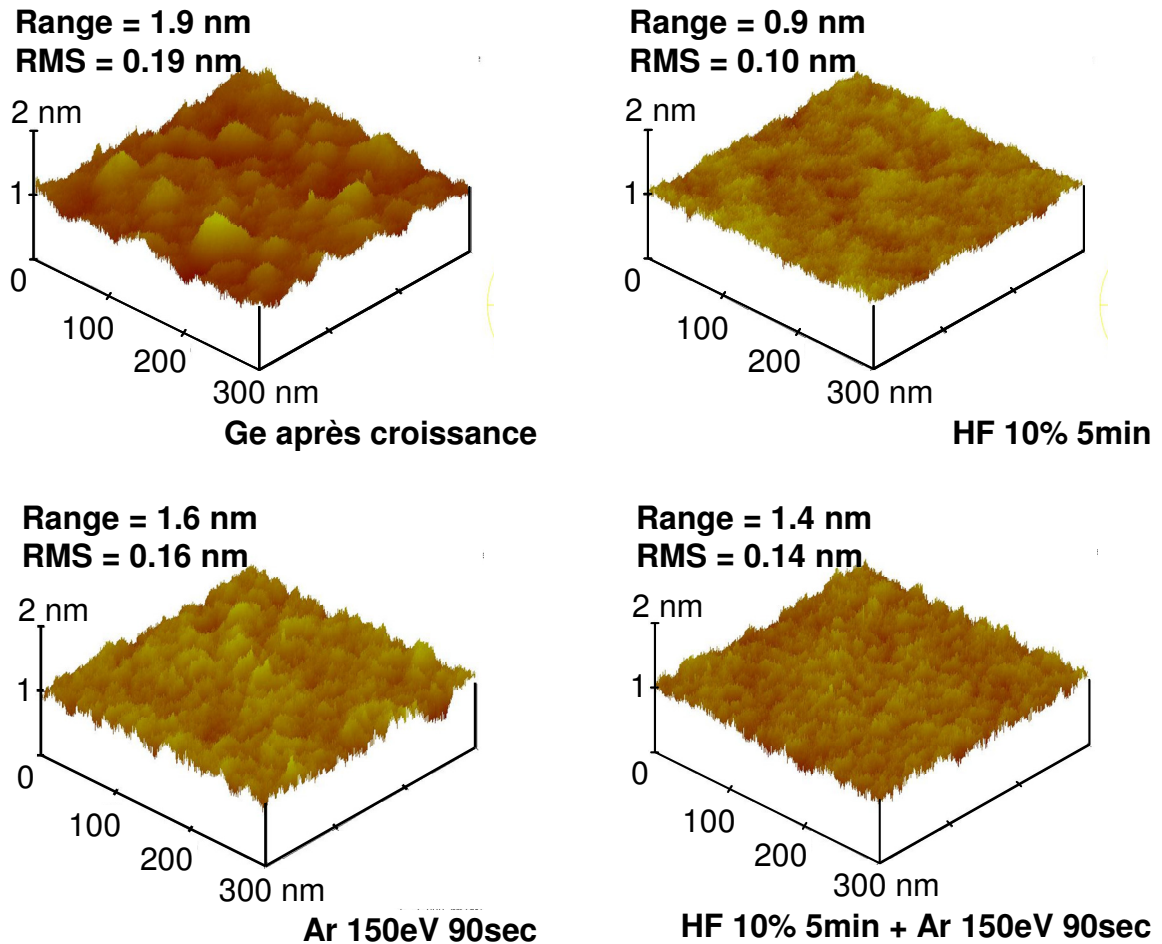 Range = 1.9 nm
RMS = 0.19 nm
2 nm
1
0
100
200
300 nm
Ge après croissance
Range = 0.9 nm
RMS = 0.10 nm
2 nm
1
0
100
200
300 nm
HF 10% 5min
Range = 1.6 nm
RMS = 0.16 nm
2 nm
1
0
100
200
300 nm
Ar 150eV 90sec
Range = 1.4 nm
RMS = 0.14 nm
2 nm
1
0
100
200
300 nm
HF 10% 5min + Ar 150eV 90sec